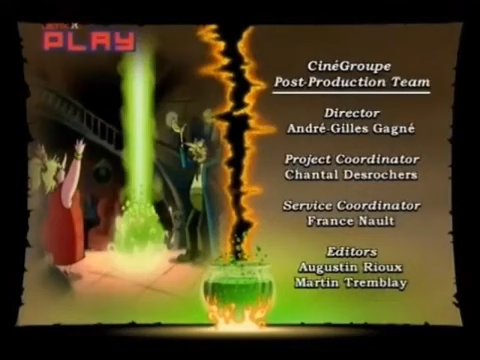 PLAY
CinéGroupe
Post-Production Team
Director
André-Gilles Gagné
Project Coordinator
Chantal Desrochers
Service Coordinator
France Nault
Editors
Augustin Rioux
Martin Tremblay